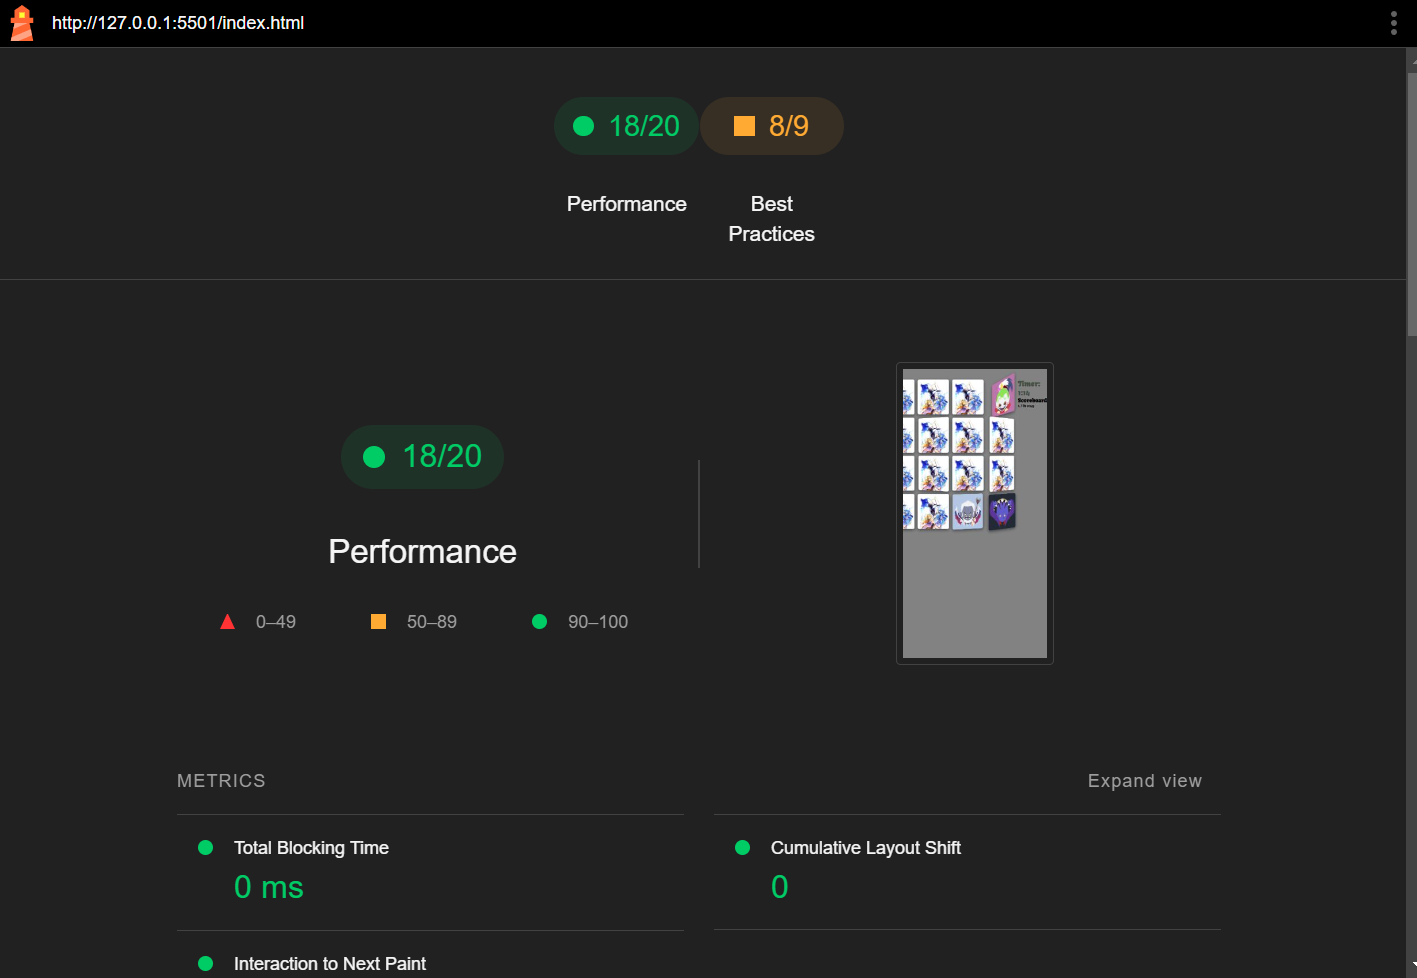 http://127.0.0.1:5501/index.html
18/20
8/9
Performance
Best
Practices
18/20
Performance
0–49
50–89
90–100
Timer:
Scoreboard
METRICS
Expand view
Total Blocking Time
0 ms
Cumulative Layout Shift
0
Interaction to Next Paint